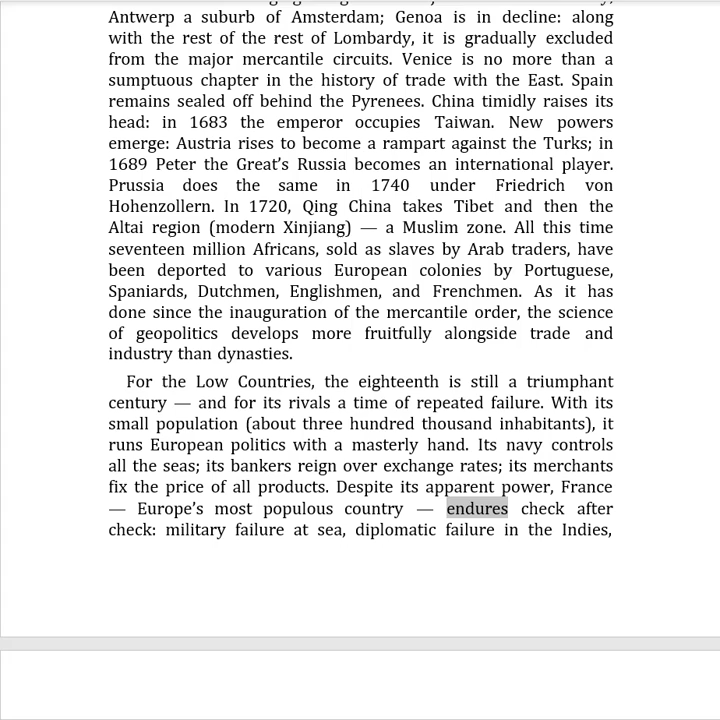 Antwerp a suburb of Amsterdam; Genoa is in decline: along
with the rest of the rest of Lombardy, it is gradually excluded
from the major mercantile circuits. Venice is no more than a
sumptuous chapter in the history of trade with the East. Spain
remains sealed off behind the Pyrenees. China timidly raises its
head: in 1683 the emperor occupies Taiwan. New powers
emerge: Austria rises to become a rampart against the Turks; in
1689 Peter the Great’s Russia becomes an international player.
Prussia does the same in 1740 under Friedrich von
Hohenzollern. In 1720, Qing China takes Tibet and then the
Altai region (modern Xinjiang) — a Muslim zone. All this time
seventeen million Africans, sold as slaves by Arab traders, have
been deported to various European colonies by Portuguese,
Spaniards, Dutchmen, Englishmen, and Frenchmen. As it has
done since the inauguration of the mercantile order, the science
of geopolitics develops more fruitfully alongside trade and
industry than dynasties.
For the Low Countries, the eighteenth is still a triumphant
century — and for its rivals a time of repeated failure. With its
small population (about three hundred thousand inhabitants), it
runs European politics with a masterly hand. Its navy controls
all the seas; its bankers reign over exchange rates; its merchants
fix the price of all products. Despite its apparent power, France
— Europe’s most populous country — endures check after
check: military failure at sea, diplomatic failure in the Indies,